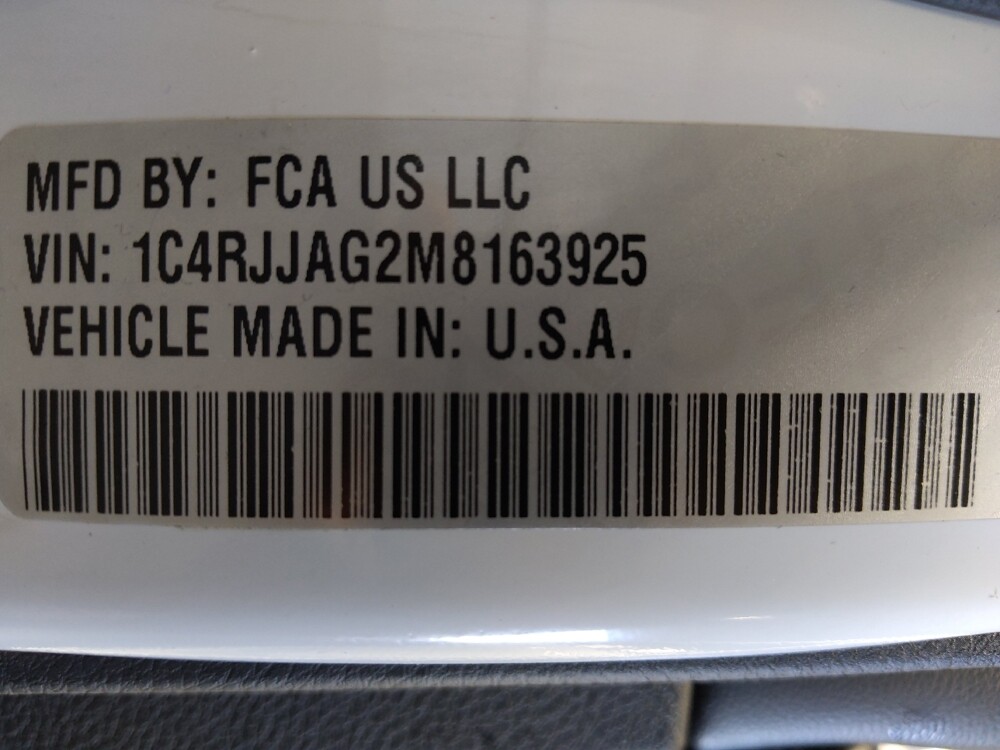 MFD BY: FCA US LLC
VIN: 1C4RJJAG2M8163925
VEHICLE MADE IN: U.S.A.